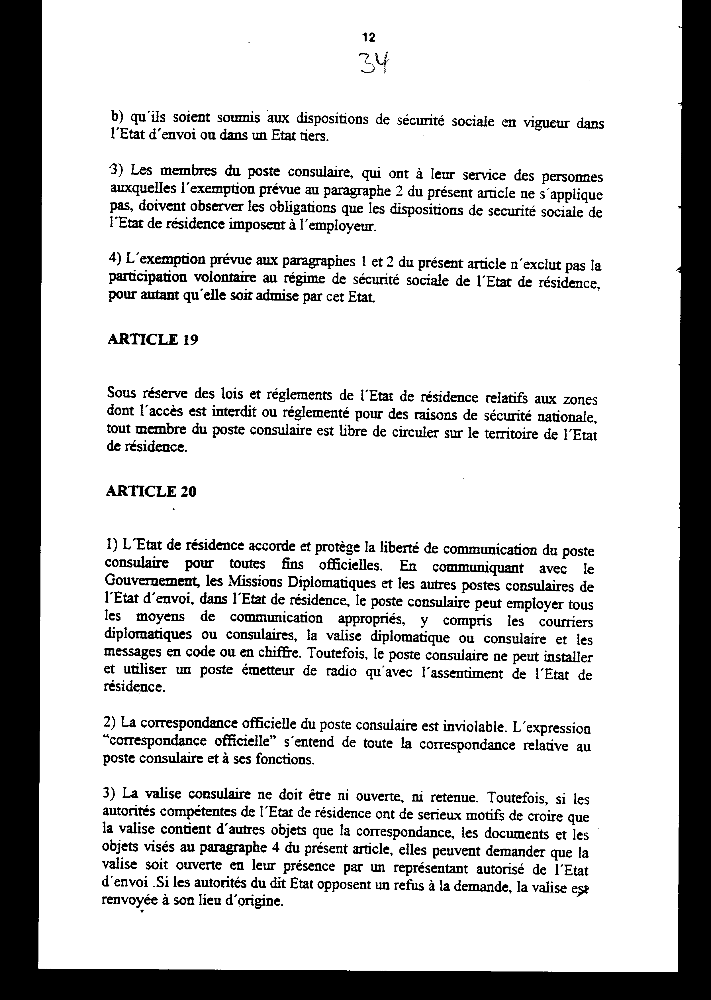 12
34
b) qu´ils soient soumis aux dispositions de sécurité sociale en vigueur dans
l´Etat d´envoi ou dans un Etat tiers.
3) Les membres du poste consulaire, qui ont à leur service des personnes
auxquelles l´exemption prévue au paragraphe 2 du présent article ne s´applique
pas, doivent observer les obligations que les dispositions de securité sociale de
l´Etat de résidence imposent à l´employeur.
4) L´exemption prévue aux paragraphes 1 et 2 du présent article n´exclut pas la
participation volontaire au régime de sécurité sociale de l´Etat de résidence,
pour autant qu´elle soit admise par cet Etat.
ARTICLE 19
Sous réserve des lois et réglements de l´Etat de résidence relatifs aux zones
dont l´accès est interdit ou réglementé pour des raisons de sécurité nationale,
tout membre du poste consulaire est libre de circuler sur le territoire de l´Etat
de résidence.
ARTICLE 20
1) L´Etat de résidence accorde et protège la liberté de communication du poste
consulaire pour toutes fins officielles. En communiquant avec le
Gouvernement, les Missions Diplomatiques et les autres postes consulaires de
l´Etat d´envoi, dans l´Etat de résidence, le poste consulaire peut employer tous
les moyens de communication appropriés, y compris les courriers
diplomatiques ou consulaires, la valise diplomatique ou consulaire et les
messages en code ou en chiffre. Toutefois, le poste consulaire ne peut installer
et utiliser un poste émetteur de radio qu´avec l´assentiment de l´Etat de
résidence.
2) La correspondance officielle du poste consulaire est inviolable. L´expression
“correspondance officielle” s´entend de toute la correspondance relative au
poste consulaire et à ses fonctions.
3) La valise consulaire ne doit être ni ouverte, ni retenue. Toutefois, si les
autorités compétentes de l´Etat de résidence ont de serieux motifs de croire que
la valise contient d´autres objets que la correspondance, les documents et les
objets visés au paragraphe 4 du présent article, elles peuvent demander que la
valise soit ouverte en leur présence par un représentant autorisé de l´Etat
d´envoi .Si les autorités du dit Etat opposent un refus à la demande, la valise est
renvoyée à son lieu d´origine.